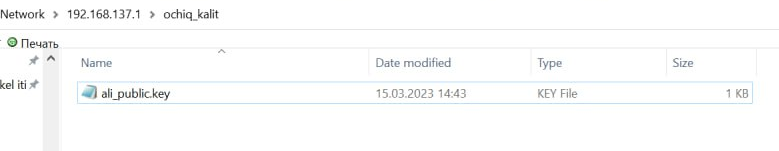 Network > 192.168.137.1 > ochiq_kalit
Печать
Name Date modified Type Size
kel iti
ali_public.key 15.03.2023 14:43 KEY File 1 KB